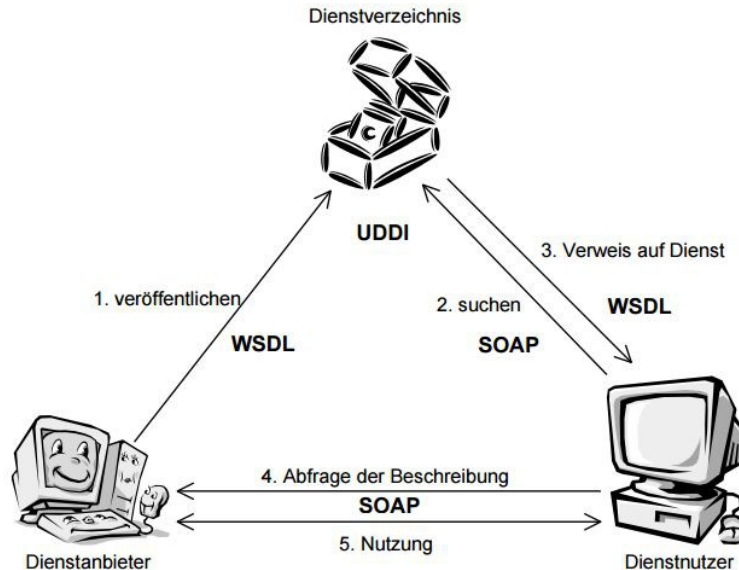 Dienstverzeichnis
UDDI
3. Verweis auf Dienst
1. veröffentlichen
2. suchen
WSDL
WSDL
SOAP
4. Abfrage der Beschreibung
SOAP
5. Nutzung
Dienstanbieter
Dienstnutzer